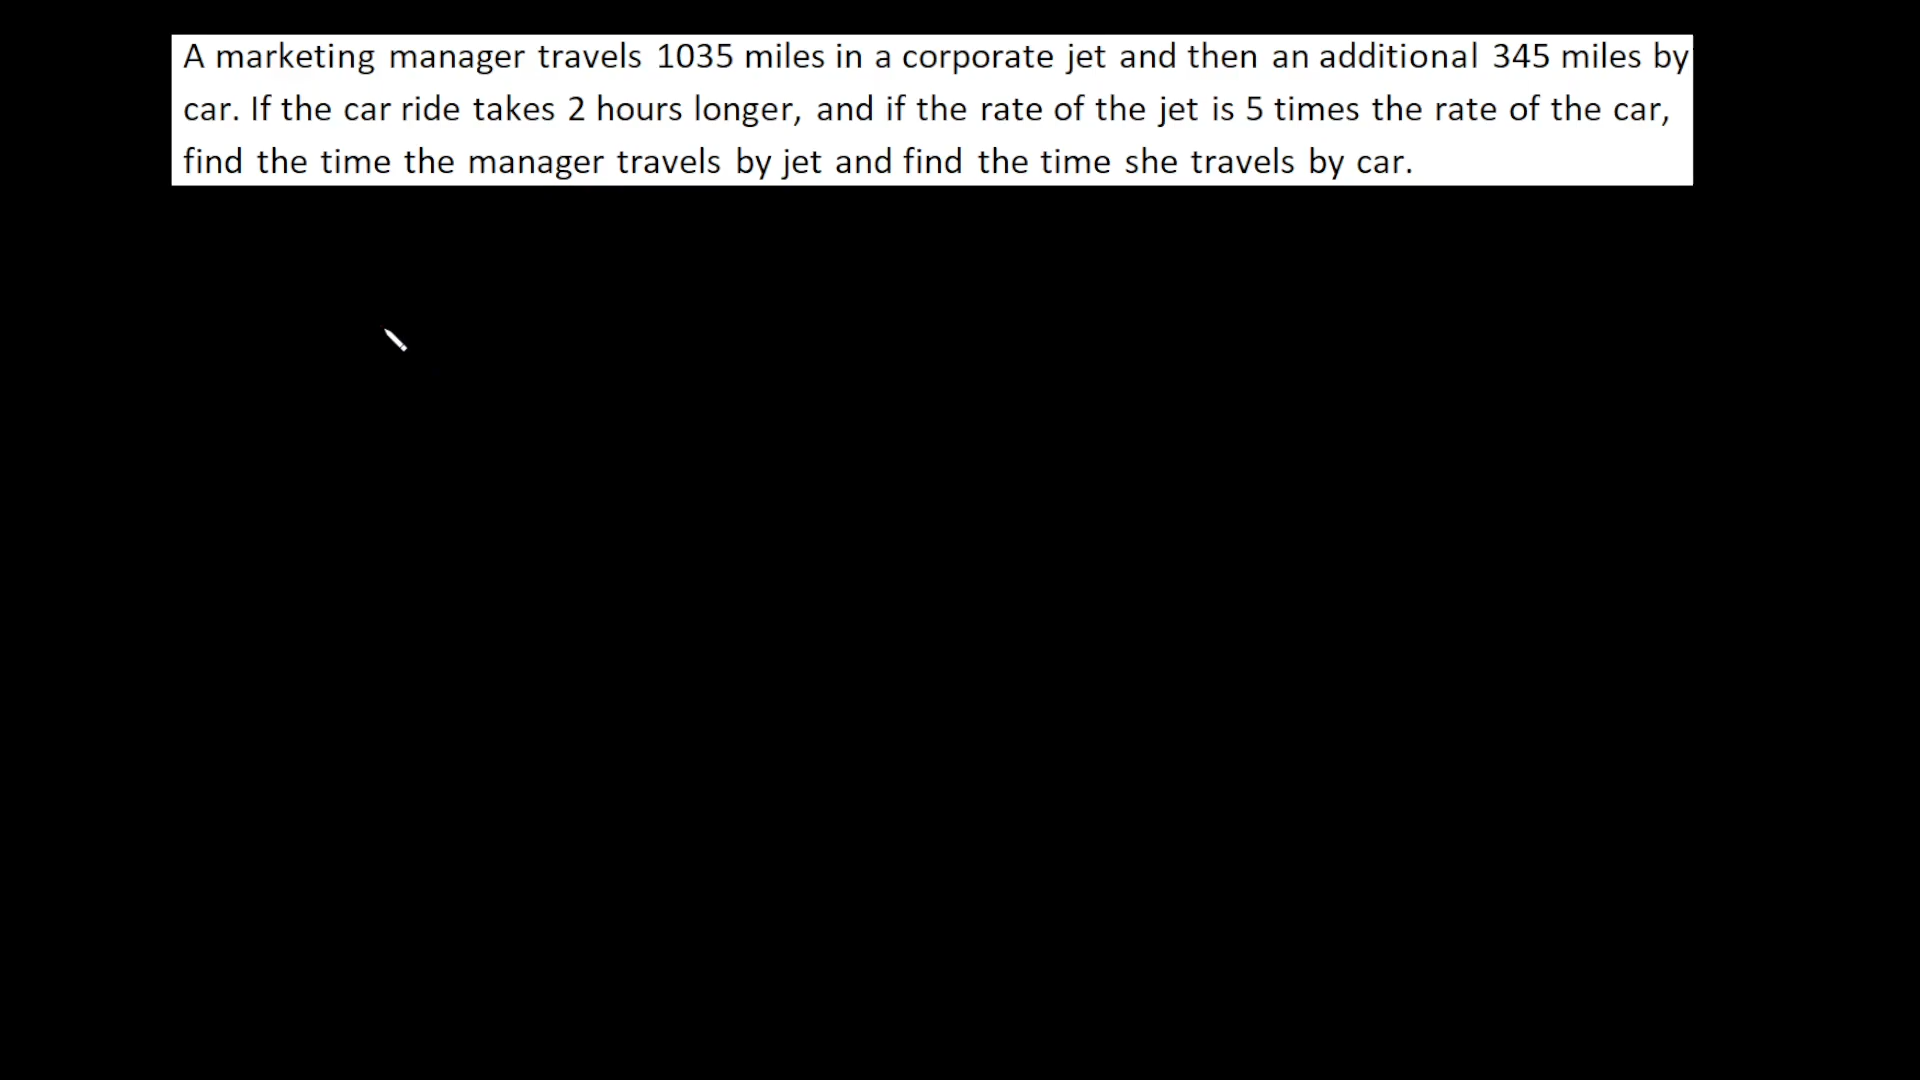 A marketing manager travels 1035 miles in a corporate jet and then an additional 345 miles by
car. If the car ride takes 2 hours longer, and if the rate of the jet is 5 times the rate of the car,
find the time the manager travels by jet and find the time she travels by car.